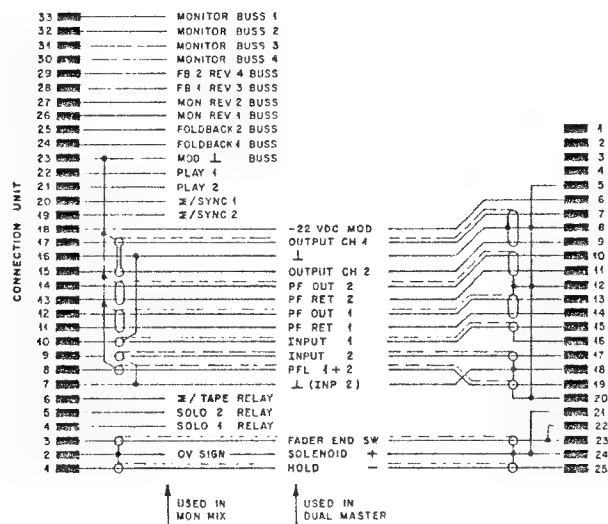 CONNECTION UNIT
33 MONITOR BUSS 1
32 MONITOR BUSS 2
31 MONITOR BUSS 3
30 MONITOR BUSS 4
29 FB 2 REV 4 BUSS
28 FB 1 REV 3 BUSS
27 MON REV 2 BUSS
26 MON REV 1 BUSS
25 FOLDBACK 2 BUSS
24 FOLDBACK 1 BUSS
23 MOD ⊥ BUSS
22 PLAY 1
21 PLAY 2
20 Σ/SYNC 1
19 Σ/SYNC 2
18 -22 VDC MOD
17 OUTPUT CH 1
16 ⊥
15 OUTPUT CH 2
14 PF OUT 2
13 PF RET 2
12 PF OUT 1
11 PF RET 1
10 INPUT 1
9 INPUT 2
8 PFL 1+2
7 ⊥ (INP 2)
6 Σ/TAPE RELAY
5 SOLO 2 RELAY
4 SOLO 1 RELAY
3 FADER END SW
2 OV SIGN SOLENOID +
1 HOLD -
1
2
3
4
5
6
7
8
9
10
11
12
13
14
15
16
17
18
19
20
21
22
23
24
25
USED IN
MON MIX
USED IN
DUAL MASTER